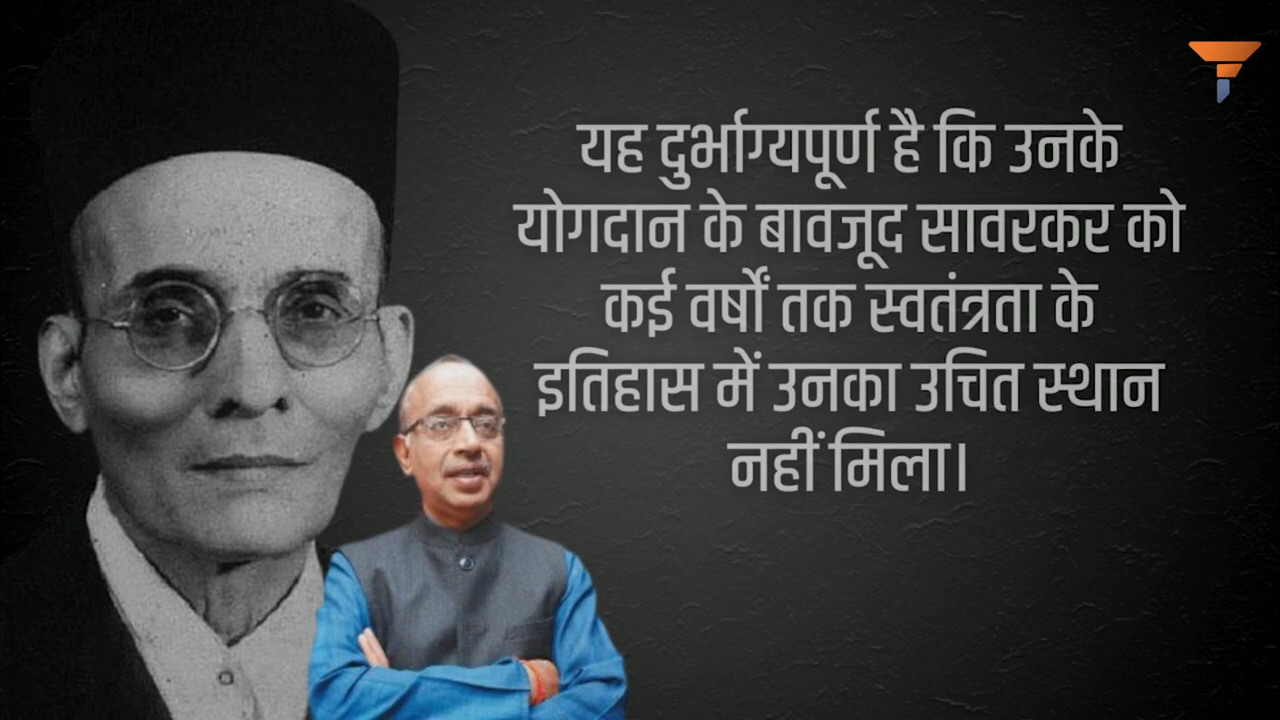 यह दुर्भाग्यपूर्ण है कि उनके
योगदान के बावजूद सावरकर को
कई वर्षों तक स्वतंत्रता के
इतिहास में उनका उचित स्थान
नहीं मिला।